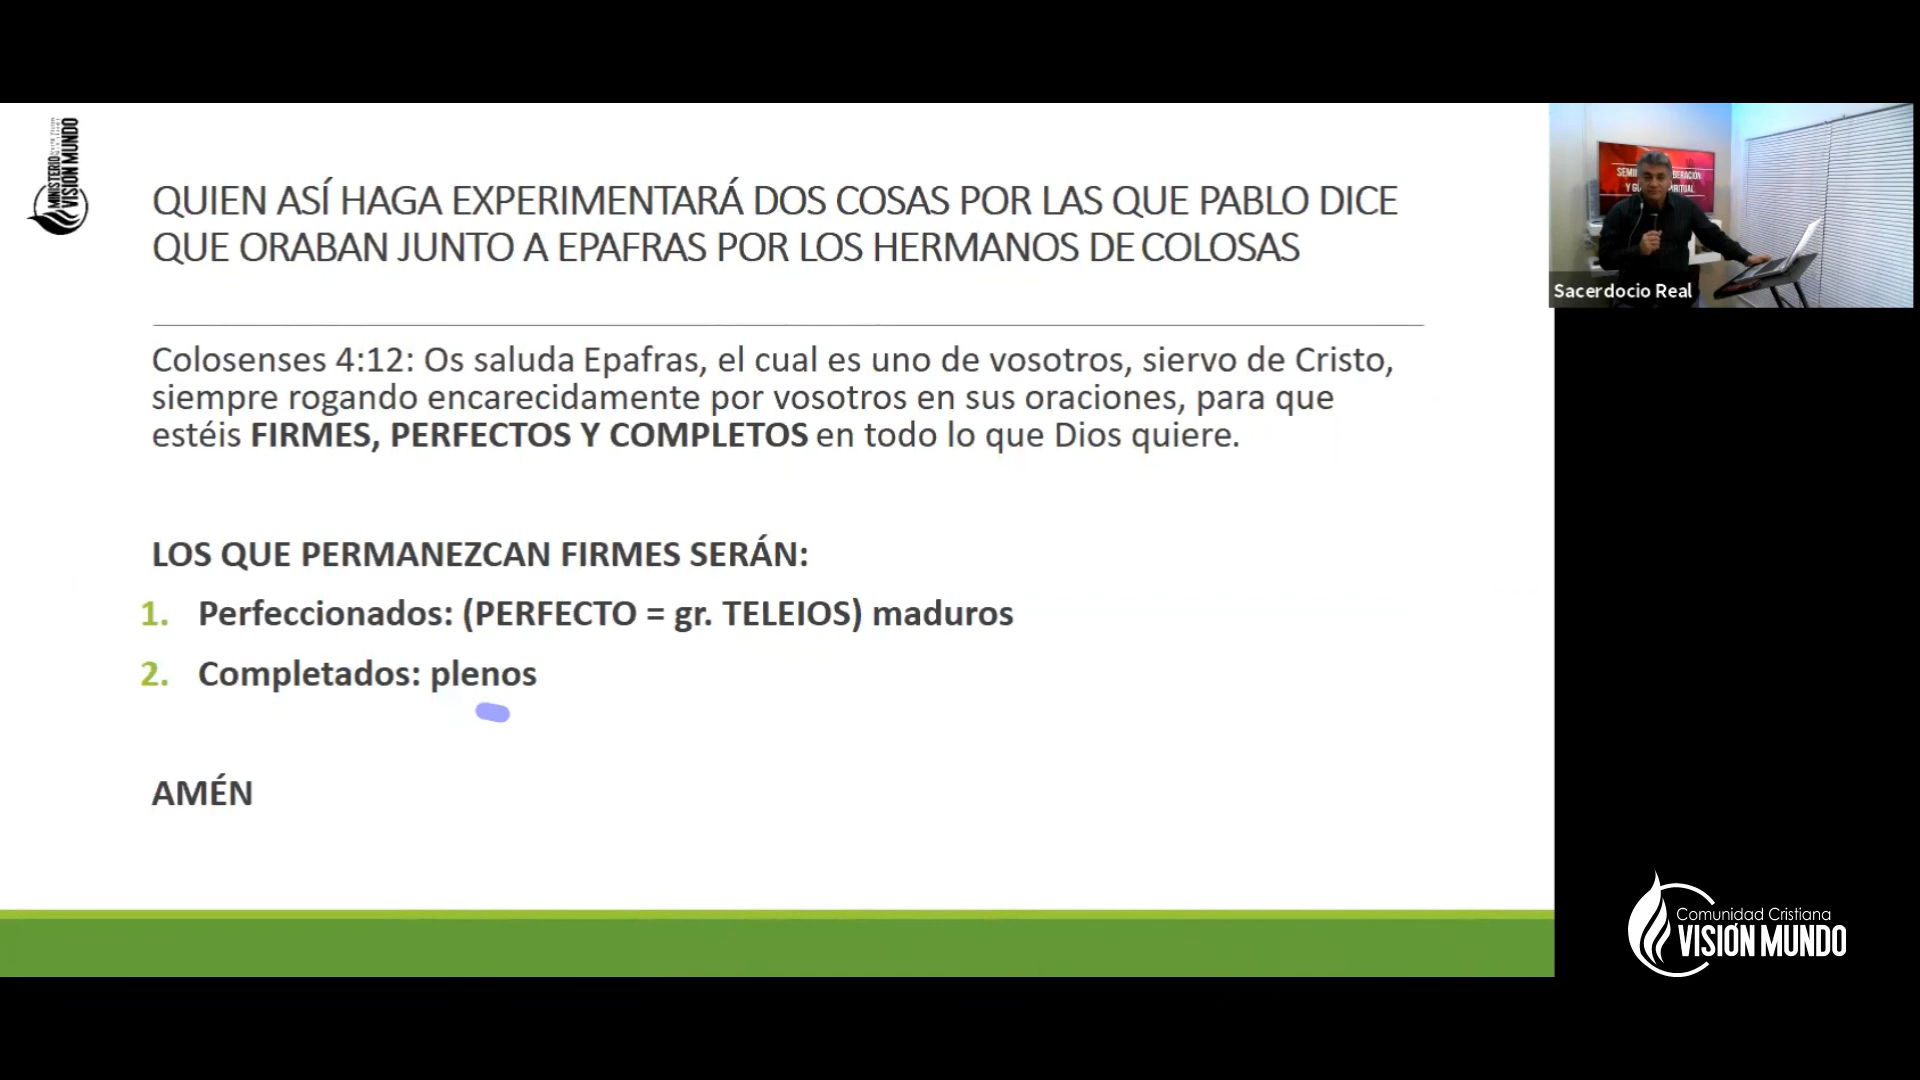 MINISTERIO
VISIÓN MUNDO
QUIEN ASÍ HAGA EXPERIMENTARÁ DOS COSAS POR LAS QUE PABLO DICE
QUE ORABAN JUNTO A EPAFRAS POR LOS HERMANOS DE COLOSAS
Colosenses 4:12: Os saluda Epafras, el cual es uno de vosotros, siervo de Cristo,
siempre rogando encarecidamente por vosotros en sus oraciones, para que
estéis FIRMES, PERFECTOS Y COMPLETOS en todo lo que Dios quiere.
LOS QUE PERMANEZCAN FIRMES SERÁN:
1. Perfeccionados: (PERFECTO = gr. TELEIOS) maduros
2. Completados: plenos
AMÉN
Sacerdocio Real
Comunidad Cristiana
VISIÓN MUNDO